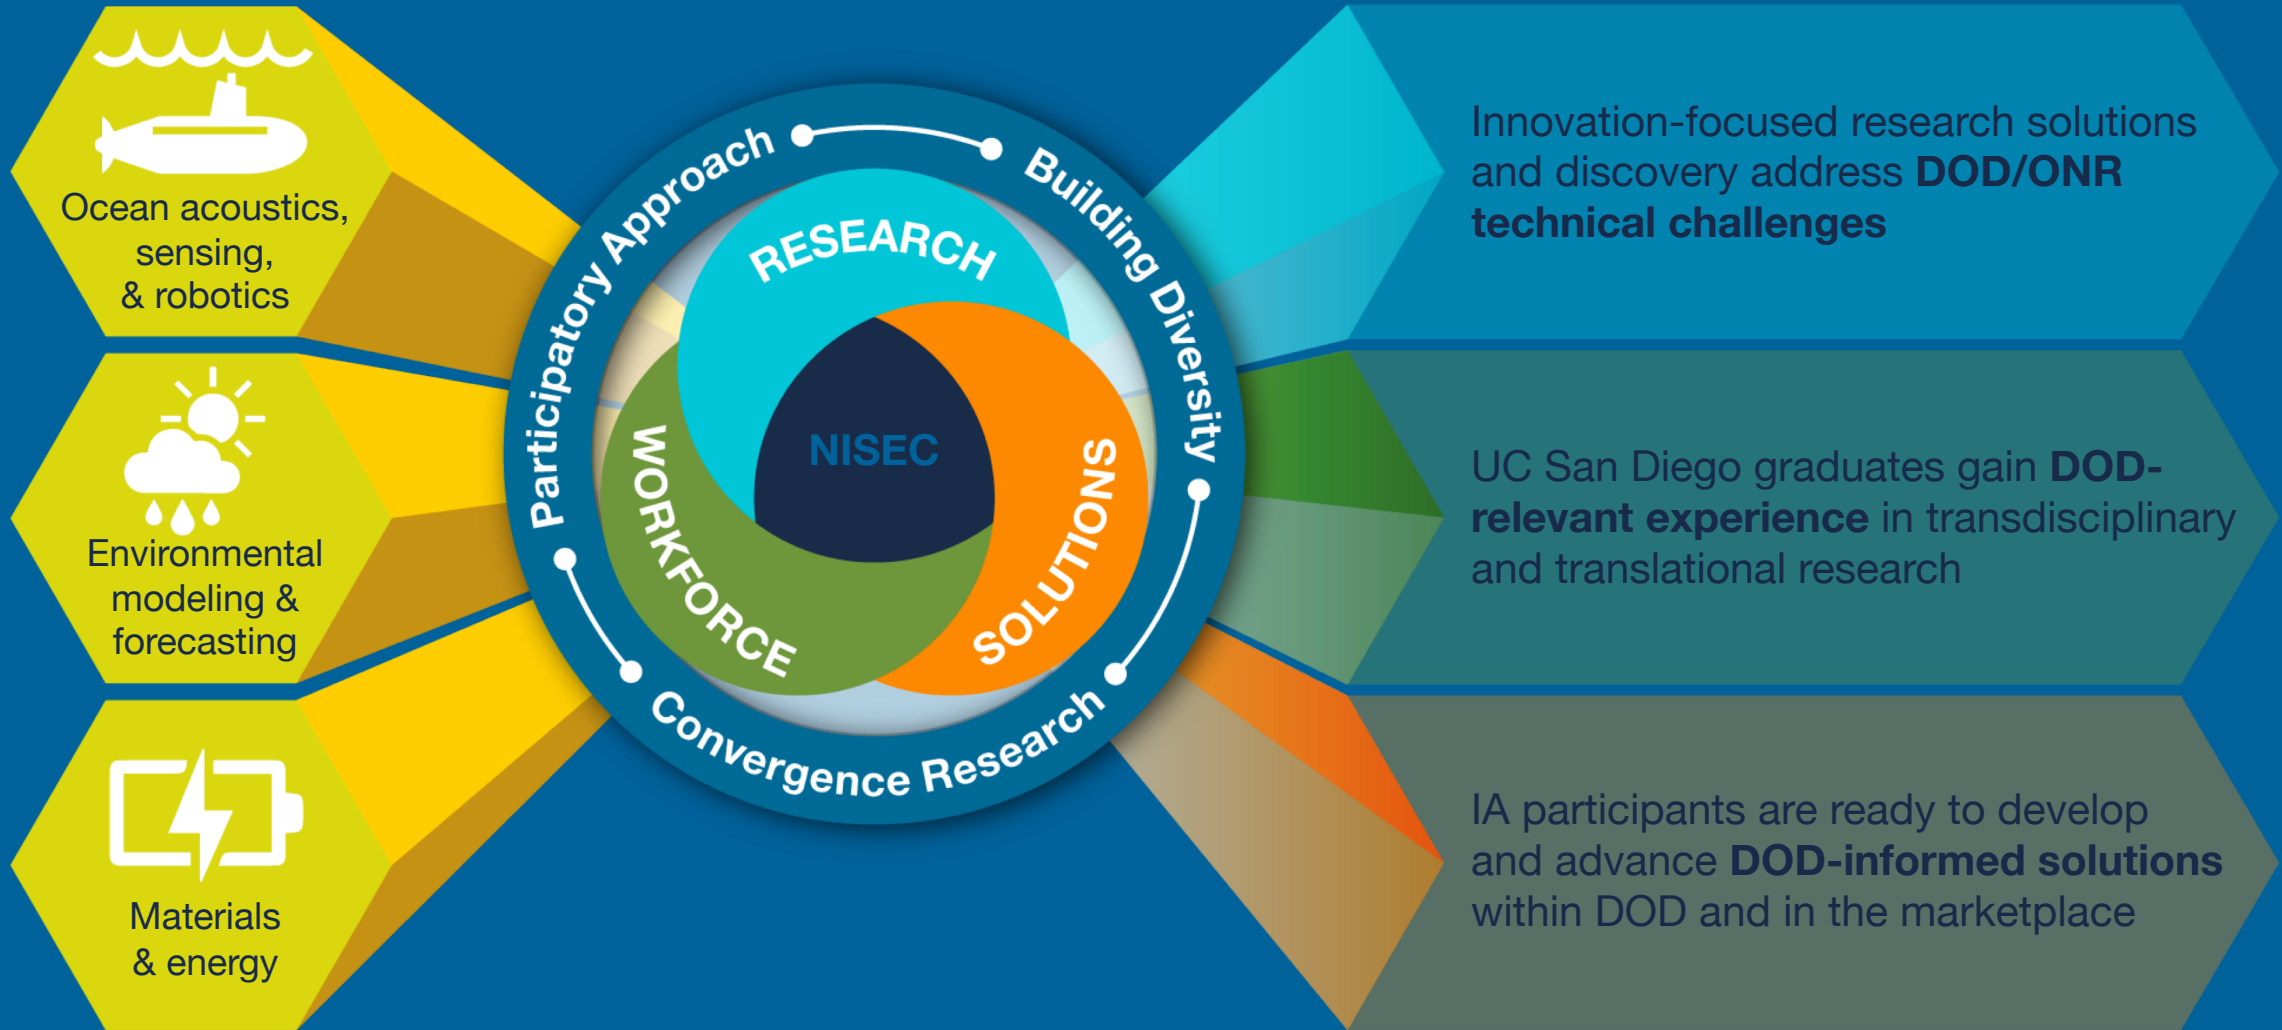 Ocean acoustics,
sensing,
& robotics
Environmental
modeling &
forecasting
Materials
& energy
Participatory Approach
Building Diversity
Convergence Research
RESEARCH
WORKFORCE
SOLUTIONS
NISEC
Innovation-focused research solutions
and discovery address DOD/ONR
technical challenges
UC San Diego graduates gain DOD-
relevant experience in transdisciplinary
and translational research
IA participants are ready to develop
and advance DOD-informed solutions
within DOD and in the marketplace